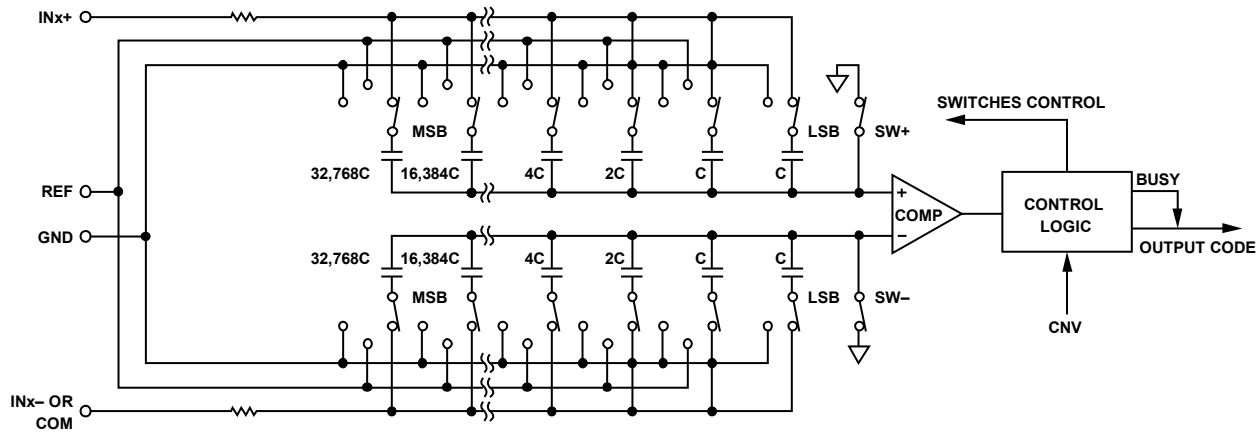 INx+
REF
GND
INx– OR
COM
MSB
LSB
SW+
32,768C
16,384C
4C
2C
C
C
32,768C
16,384C
4C
2C
C
C
MSB
LSB
SW–
+
COMP
–
SWITCHES CONTROL
CONTROL
LOGIC
BUSY
OUTPUT CODE
CNV